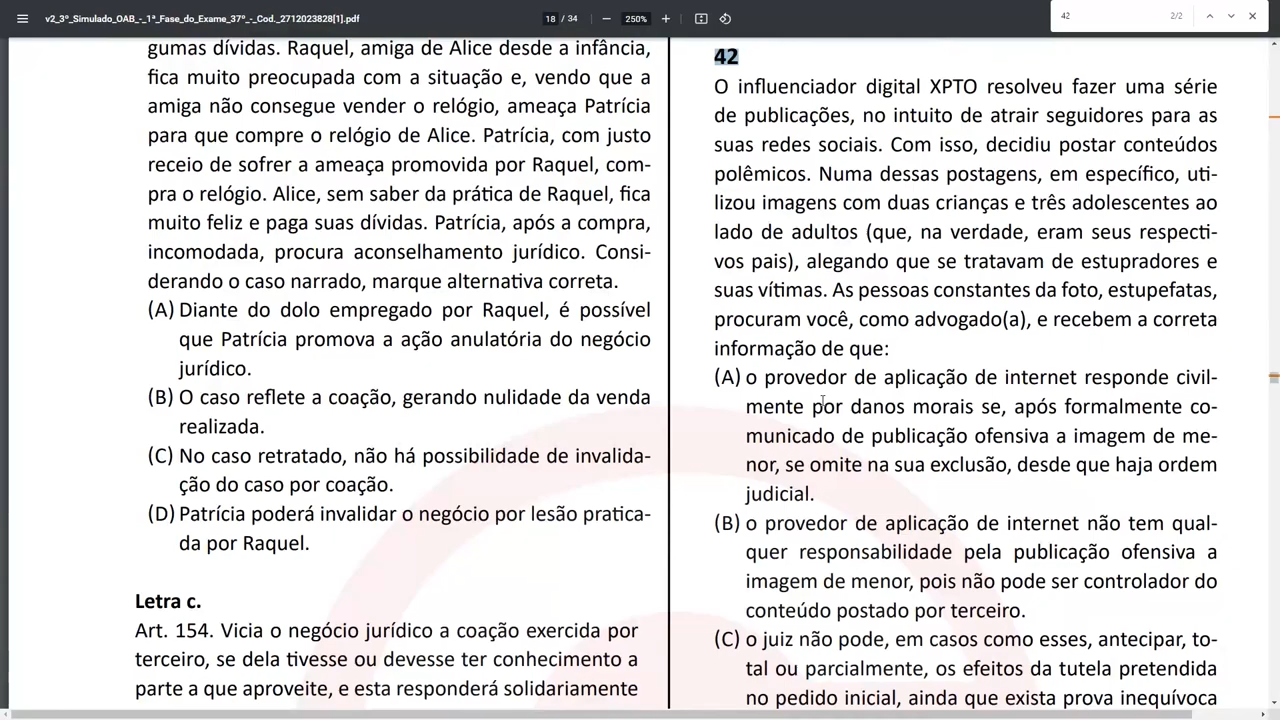 v2_3º_Simulado_OAB_-_1ª_Fase_do_Exame_37º_-_Cod._2712023828[1].pdf
18 / 34
250%
42
2/2
gumas dívidas. Raquel, amiga de Alice desde a infância,
fica muito preocupada com a situação e, vendo que a
amiga não consegue vender o relógio, ameaça Patrícia
para que compre o relógio de Alice. Patrícia, com justo
receio de sofrer a ameaça promovida por Raquel, com-
pra o relógio. Alice, sem saber da prática de Raquel, fica
muito feliz e paga suas dívidas. Patrícia, após a compra,
incomodada, procura aconselhamento jurídico. Consi-
derando o caso narrado, marque alternativa correta.
(A) Diante do dolo empregado por Raquel, é possível
que Patrícia promova a ação anulatória do negócio
jurídico.
(B) O caso reflete a coação, gerando nulidade da venda
realizada.
(C) No caso retratado, não há possibilidade de invalida-
ção do caso por coação.
(D) Patrícia poderá invalidar o negócio por lesão pratica-
da por Raquel.
Letra c.
Art. 154. Vicia o negócio jurídico a coação exercida por
terceiro, se dela tivesse ou devesse ter conhecimento a
parte a que aproveite, e esta responderá solidariamente
42
O influenciador digital XPTO resolveu fazer uma série
de publicações, no intuito de atrair seguidores para as
suas redes sociais. Com isso, decidiu postar conteúdos
polêmicos. Numa dessas postagens, em específico, uti-
lizou imagens com duas crianças e três adolescentes ao
lado de adultos (que, na verdade, eram seus respecti-
vos pais), alegando que se tratavam de estupradores e
suas vítimas. As pessoas constantes da foto, estupefatas,
procuram você, como advogado(a), e recebem a correta
informação de que:
(A) o provedor de aplicação de internet responde civil-
mente por danos morais se, após formalmente co-
municado de publicação ofensiva a imagem de me-
nor, se omite na sua exclusão, desde que haja ordem
judicial.
(B) o provedor de aplicação de internet não tem qual-
quer responsabilidade pela publicação ofensiva a
imagem de menor, pois não pode ser controlador do
conteúdo postado por terceiro.
(C) o juiz não pode, em casos como esses, antecipar, to-
tal ou parcialmente, os efeitos da tutela pretendida
no pedido inicial, ainda que exista prova inequívoca